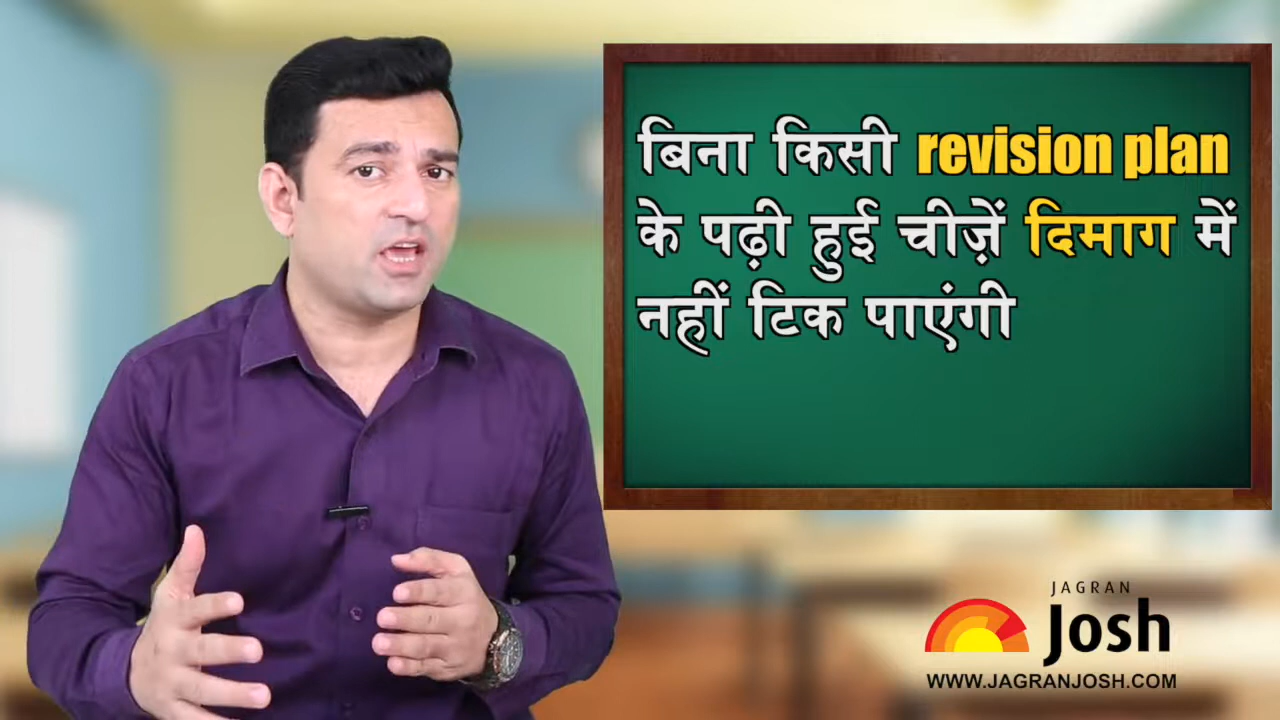 बिना किसी revision plan
के पढ़ी हुई चीज़ें दिमाग में
नहीं टिक पाएंगी
JAGRAN
Josh
WWW.JAGRANJOSH.COM